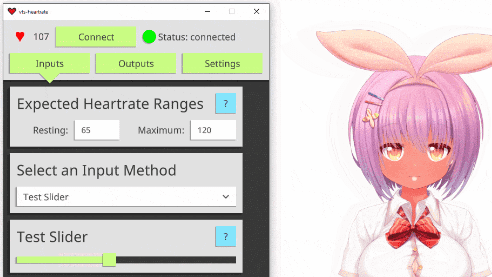 vts-heartrate
107 Connect Status: connected
Inputs Outputs Settings
Expected Heartrate Ranges ?
Resting: 65 Maximum: 120
Select an Input Method
Test Slider
Test Slider ?